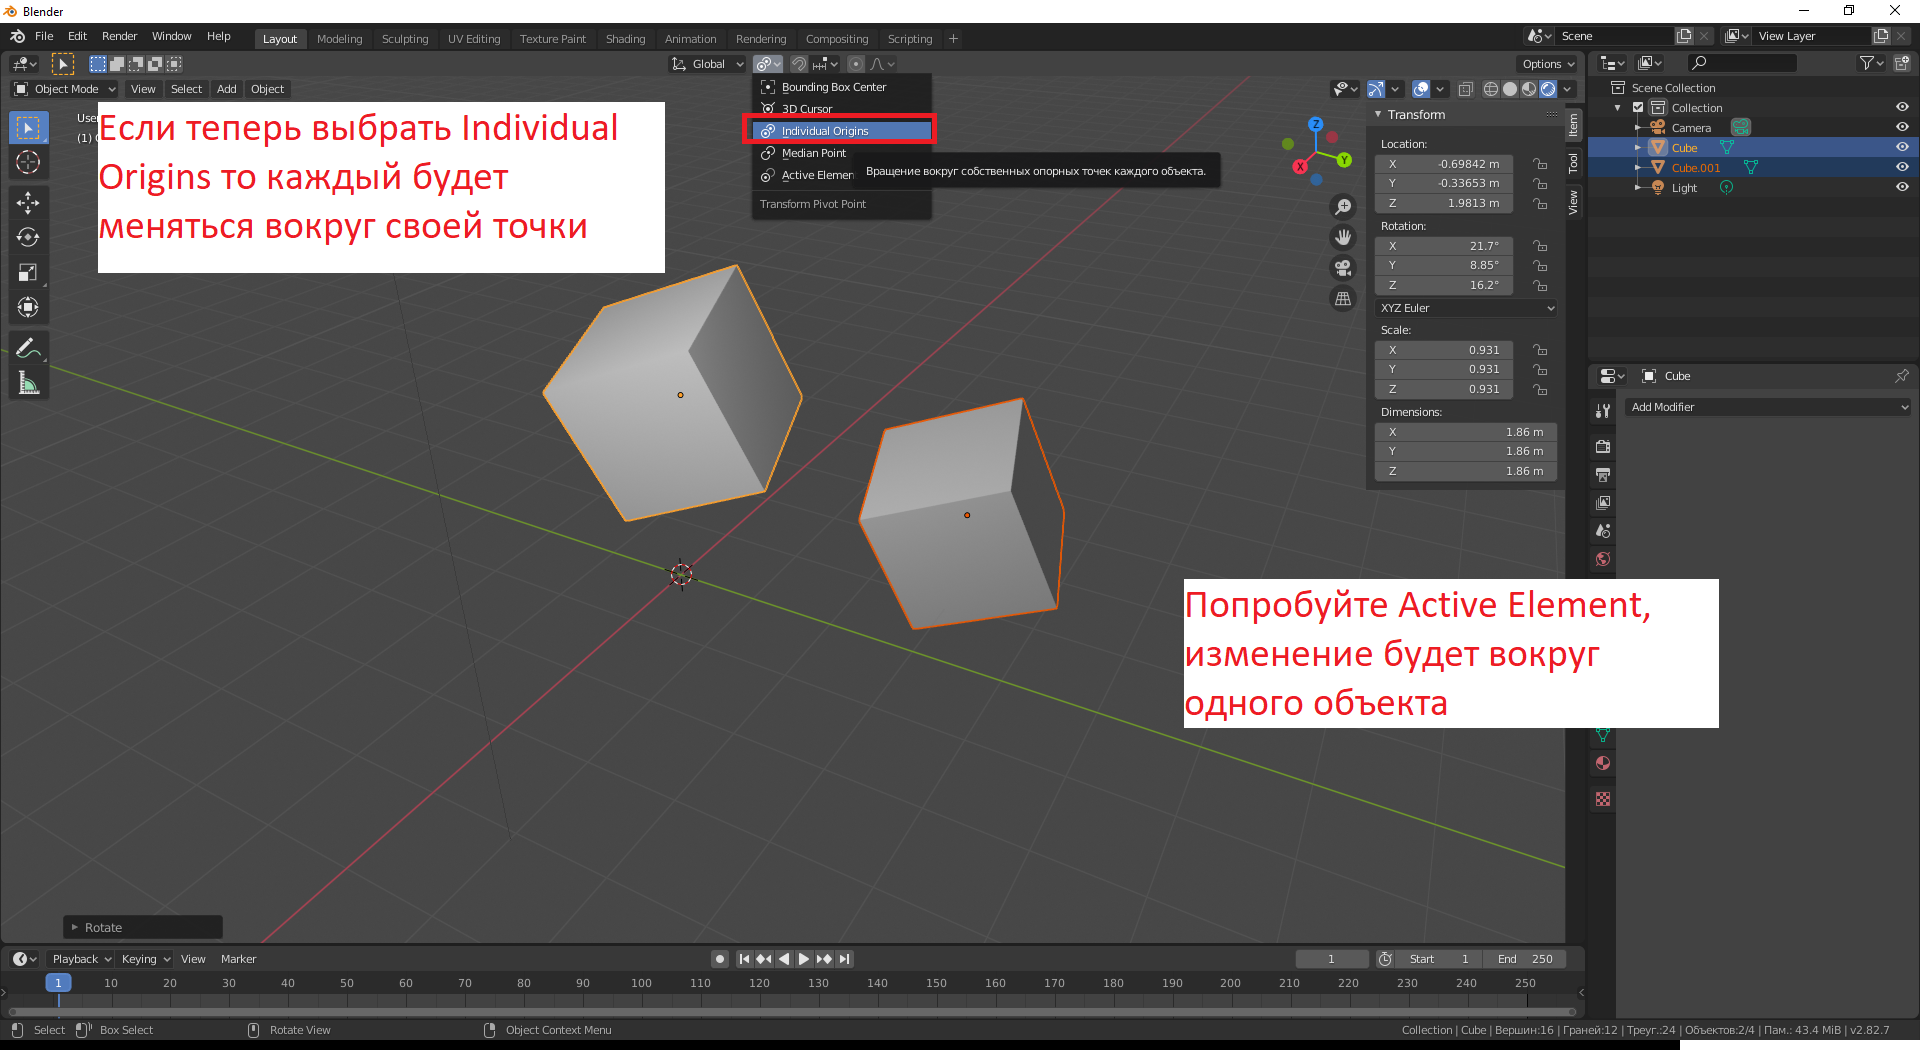 Blender
File Edit Render Window Help
Layout Modeling Sculpting UV Editing Texture Paint Shading Animation Rendering Compositing Scripting +
Scene
View Layer
Global
Options
Object Mode View Select Add Object
Bounding Box Center
3D Cursor
Individual Origins
Median Point
Active Elemen
Transform Pivot Point
Вращение вокруг собственных опорных точек каждого объекта.
Если теперь выбрать Individual
Origins то каждый будет
меняться вокруг своей точки
User
(1)
Z
Y
X
Transform
Location:
X -0.69842 m
Y -0.33653 m
Z 1.9813 m
Rotation:
X 21.7°
Y 8.85°
Z 16.2°
XYZ Euler
Scale:
X 0.931
Y 0.931
Z 0.931
Dimensions:
X 1.86 m
Y 1.86 m
Z 1.86 m
Item
Tool
View
Scene Collection
Collection
Camera
Cube
Cube.001
Light
Cube
Add Modifier
Попробуйте Active Element,
изменение будет вокруг
одного объекта
Rotate
Playback Keying View Marker
1
Start 1
End 250
1 10 20 30 40 50 60 70 80 90 100 110 120 130 140 150 160 170 180 190 200 210 220 230 240 250
Select Box Select Rotate View Object Context Menu
Collection | Cube | Вершин:16 | Граней:12 | Треуг.:24 | Объектов:2/4 | Пам.: 43.4 MiB | v2.82.7